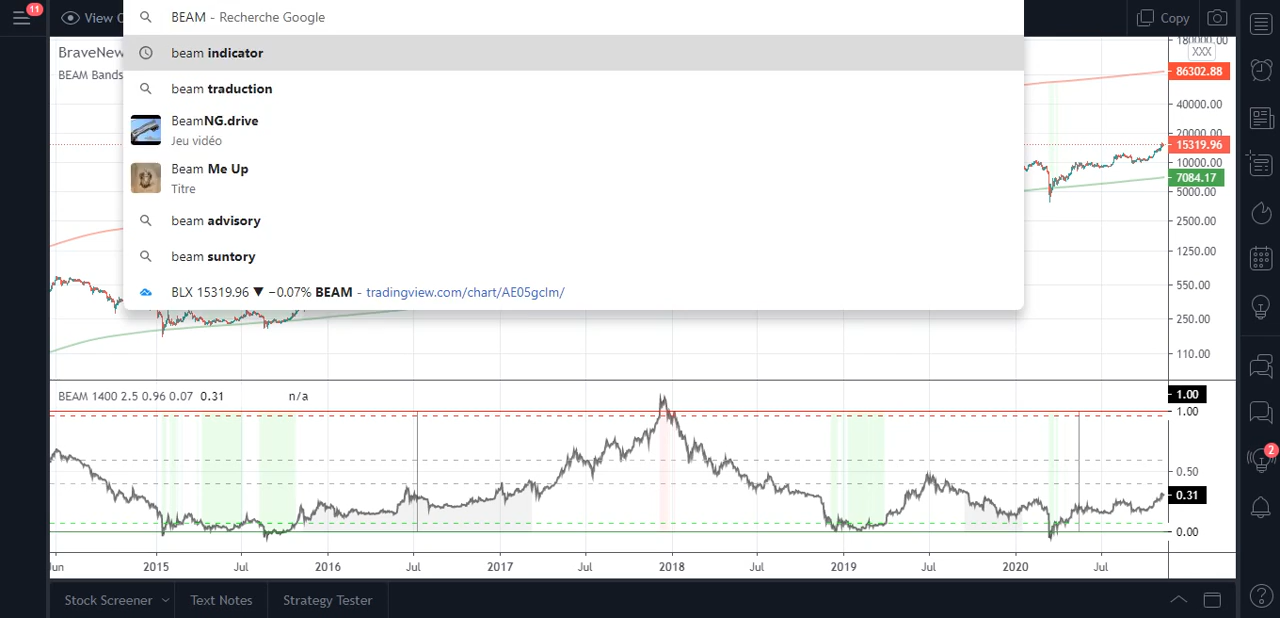 11
View C
BEAM - Recherche Google
Copy
BraveNew
beam indicator
180000.00
XXX
BEAM Bands
86302.88
beam traduction
40000.00
BeamNG.drive
Jeu vidéo
20000.00
15319.96
10000.00
Beam Me Up
Titre
7084.17
5000.00
beam advisory
2500.00
beam suntory
1250.00
BLX 15319.96 ▼ −0.07% BEAM - tradingview.com/chart/AE05gclm/
550.00
250.00
110.00
BEAM 1400 2.5 0.96 0.07 0.31 n/a
1.00
1.00
2
0.50
0.31
0.00
2015 Jul 2016 Jul 2017 Jul 2018 Jul 2019 Jul 2020 Jul
Stock Screener
Text Notes
Strategy Tester